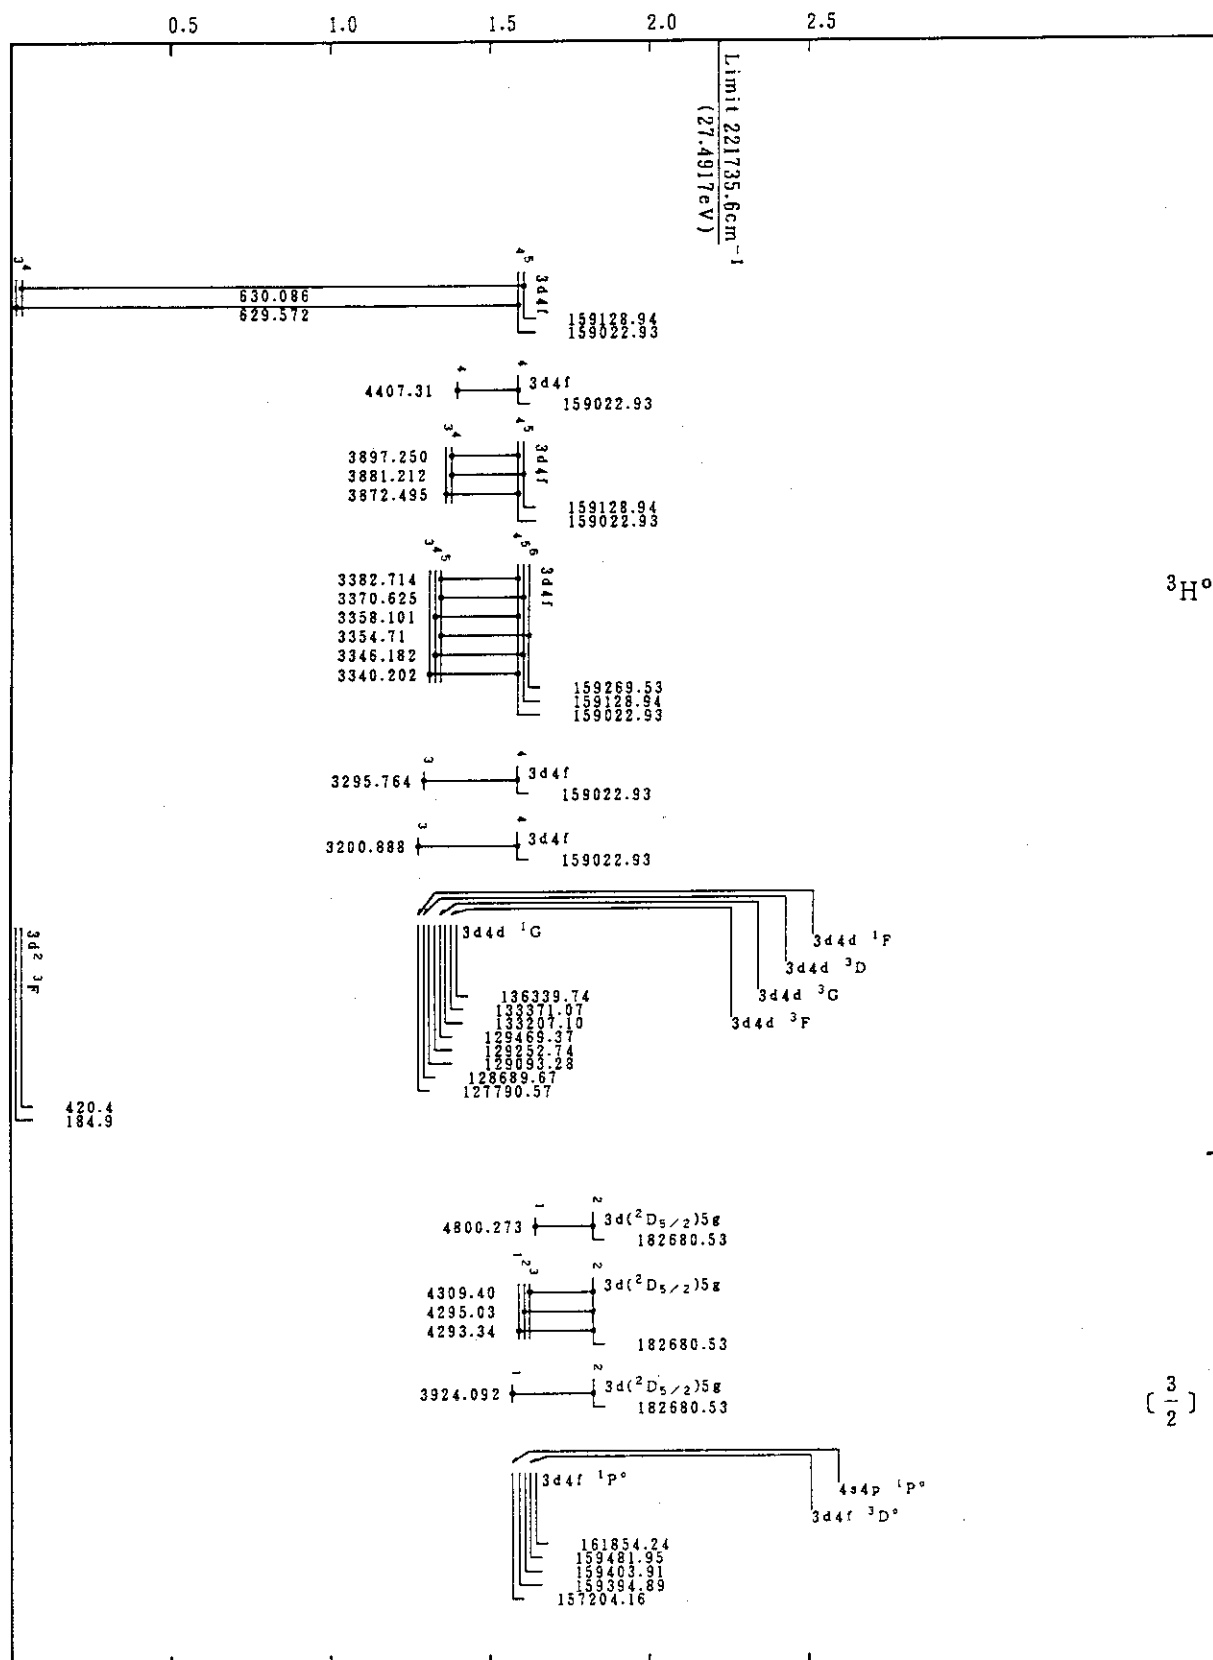 0.5 1.0 1.5 2.0 2.5
Limit 221735.6cm⁻¹
(27.4917eV)
3 4
4 5
3d4f
630.086
629.572
159128.94
159022.93
4
4
4407.31
3d4f
159022.93
3 4
4 5
3d4f
3897.250
3881.212
3872.495
159128.94
159022.93
3 4 5
4 5 6
3d4f
3382.714
3370.625
3358.101
3354.71
3346.182
3340.202
159269.53
159128.94
159022.93
³H°
3
4
3295.764
3d4f
159022.93
3
4
3200.888
3d4f
159022.93
3d² ³F
3d4d ¹G
3d4d ¹F
3d4d ³D
3d4d ³G
3d4d ³F
136339.74
133371.07
133207.10
129469.37
129252.74
129093.28
128689.67
127790.57
420.4
184.9
1
2
4800.273
3d(²D₅/₂)5g
182680.53
1 2 3
2
3d(²D₅/₂)5g
4309.40
4295.03
4293.34
182680.53
1
2
3924.092
3d(²D₅/₂)5g
182680.53
[3/2]
3d4f ¹P°
4s4p ¹P°
3d4f ³D°
161854.24
159481.95
159403.91
159394.89
157204.16